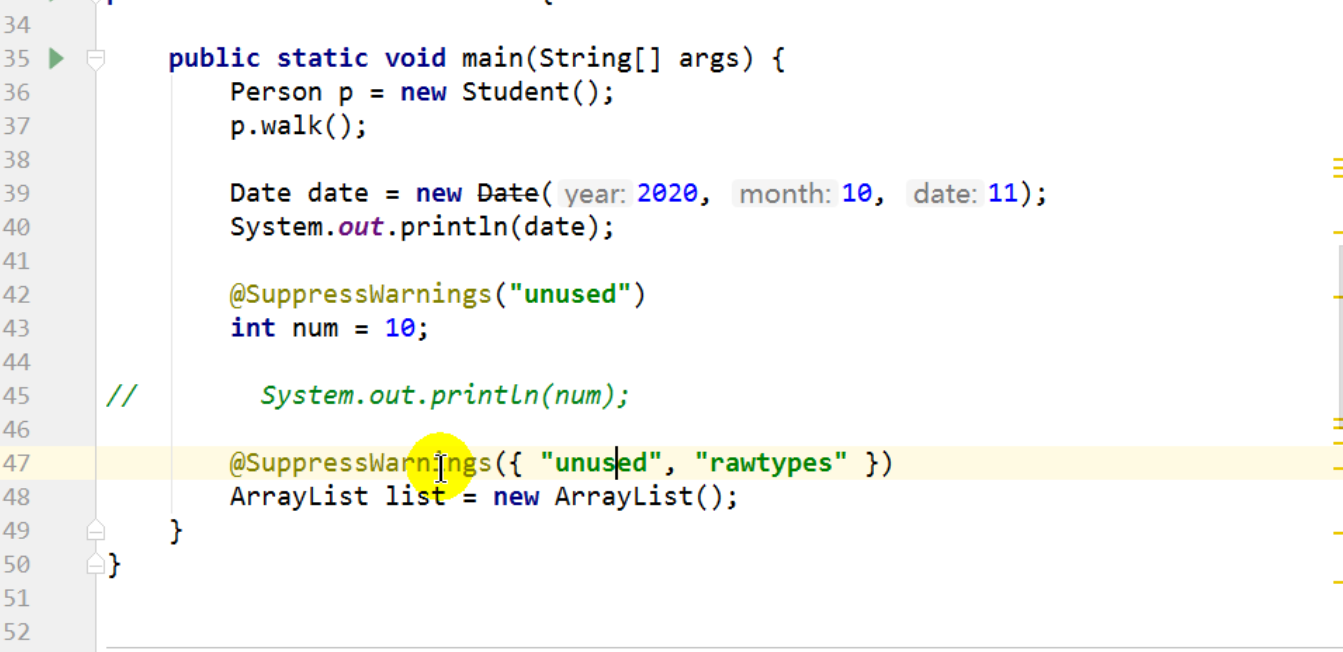 34
35 public static void main(String[] args) {
36 Person p = new Student();
37 p.walk();
38
39 Date date = new Date( year: 2020, month: 10, date: 11);
40 System.out.println(date);
41
42 @SuppressWarnings("unused")
43 int num = 10;
44
45 // System.out.println(num);
46
47 @SuppressWarnings({ "unused", "rawtypes" })
48 ArrayList list = new ArrayList();
49 }
50 }
51
52